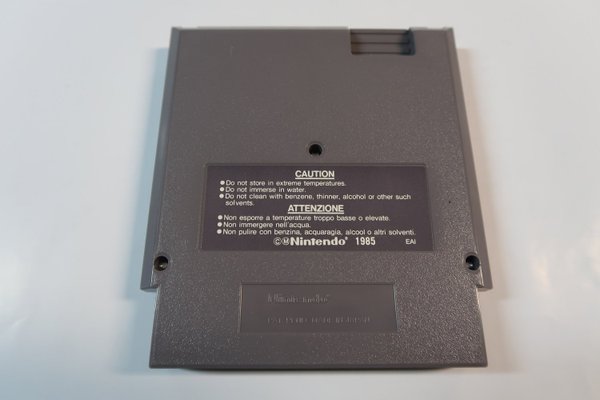 CAUTION
● Do not store in extreme temperatures.
● Do not immerse in water.
● Do not clean with benzene, thinner, alcohol or other such
solvents.
ATTENZIONE
● Non esporre a temperature troppo basse o elevate.
● Non immergere nell'acqua.
● Non pulire con benzina, acquaragia, alcool o altri solventi.
©Ⓜ Nintendo® 1985 EAI
Nintendo®